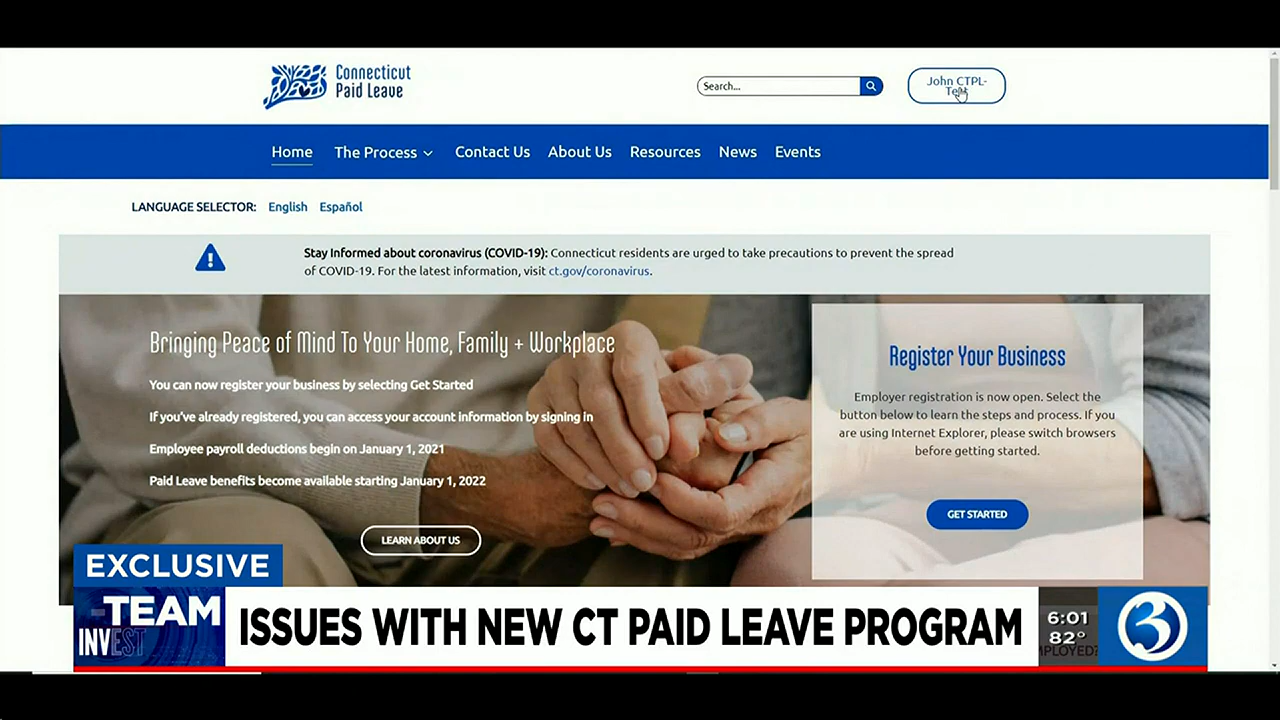 Connecticut
Paid Leave
Search...
John CTPL-
Test
Home The Process Contact Us About Us Resources News Events
LANGUAGE SELECTOR: English Español
Stay Informed about coronavirus (COVID-19): Connecticut residents are urged to take precautions to prevent the spread
of COVID-19. For the latest information, visit ct.gov/coronavirus.
Bringing Peace of Mind To Your Home, Family + Workplace
You can now register your business by selecting Get Started
If you've already registered, you can access your account information by signing in
Employee payroll deductions begin on January 1, 2021
Paid Leave benefits become available starting January 1, 2022
LEARN ABOUT US
Register Your Business
Employer registration is now open. Select the
button below to learn the steps and process. If you
are using Internet Explorer, please switch browsers
before getting started.
GET STARTED
EXCLUSIVE
-TEAM
INVEST
ISSUES WITH NEW CT PAID LEAVE PROGRAM
6:01
82°
3